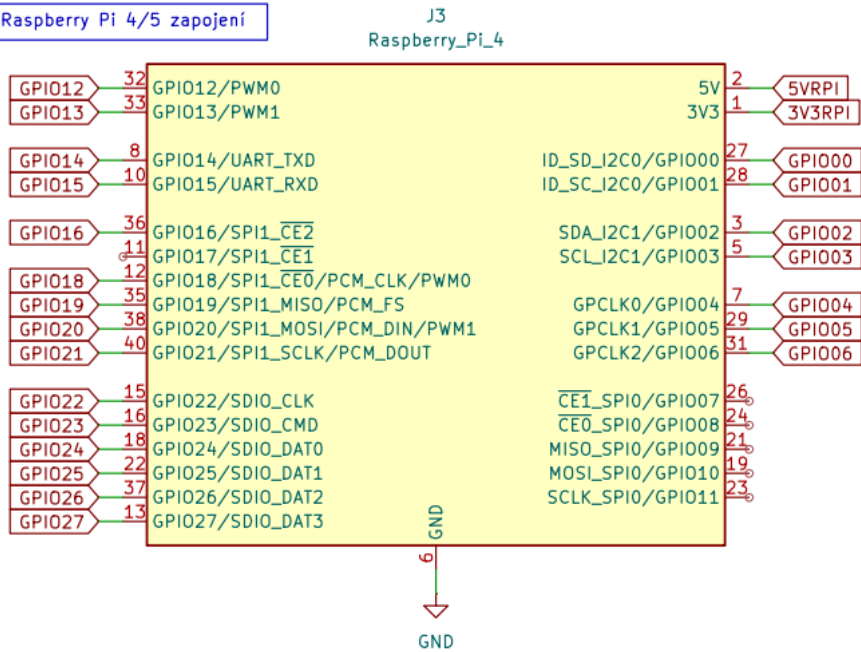 Raspberry Pi 4/5 zapojení
J3
Raspberry_Pi_4
GPIO12 32 GPIO12/PWM0 5V 2 5VRPI
GPIO13 33 GPIO13/PWM1 3V3 1 3V3RPI
GPIO14 8 GPIO14/UART_TXD ID_SD_I2C0/GPIO00 27 GPIO00
GPIO15 10 GPIO15/UART_RXD ID_SC_I2C0/GPIO01 28 GPIO01
GPIO16 36 GPIO16/SPI1_CE2 SDA_I2C1/GPIO02 3 GPIO02
11 GPIO17/SPI1_CE1 SCL_I2C1/GPIO03 5 GPIO03
GPIO18 12 GPIO18/SPI1_CE0/PCM_CLK/PWM0
GPIO19 35 GPIO19/SPI1_MISO/PCM_FS GPCLK0/GPIO04 7 GPIO04
GPIO20 38 GPIO20/SPI1_MOSI/PCM_DIN/PWM1 GPCLK1/GPIO05 29 GPIO05
GPIO21 40 GPIO21/SPI1_SCLK/PCM_DOUT GPCLK2/GPIO06 31 GPIO06
GPIO22 15 GPIO22/SDIO_CLK CE1_SPI0/GPIO07 26
GPIO23 16 GPIO23/SDIO_CMD CE0_SPI0/GPIO08 24
GPIO24 18 GPIO24/SDIO_DAT0 MISO_SPI0/GPIO09 21
GPIO25 22 GPIO25/SDIO_DAT1 MOSI_SPI0/GPIO10 19
GPIO26 37 GPIO26/SDIO_DAT2 SCLK_SPI0/GPIO11 23
GPIO27 13 GPIO27/SDIO_DAT3
GND
6
GND